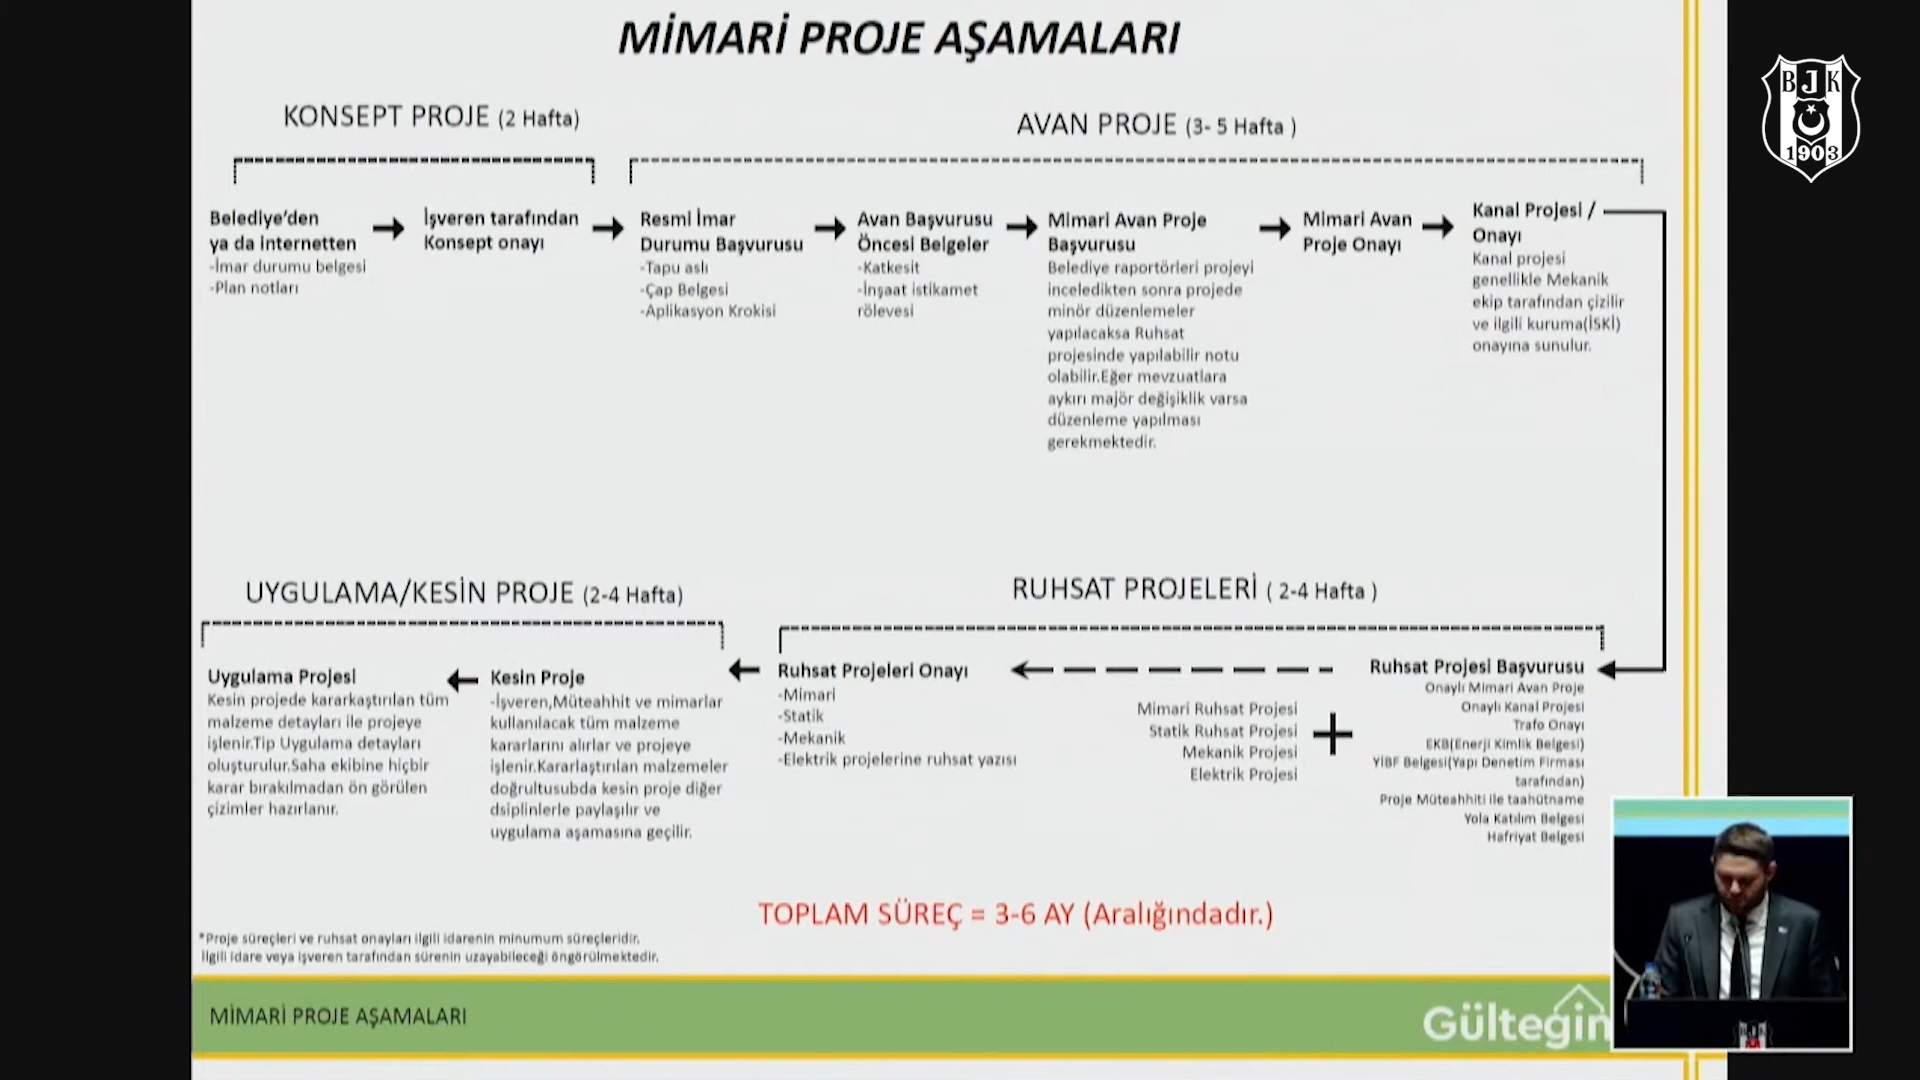 MİMARİ PROJE AŞAMALARI
BJK
1903
KONSEPT PROJE (2 Hafta)
AVAN PROJE (3- 5 Hafta )
Belediye'den
ya da internetten
-İmar durumu belgesi
-Plan notları
İşveren tarafından
Konsept onayı
Resmi İmar
Durumu Başvurusu
-Tapu aslı
-Çap Belgesi
-Aplikasyon Krokisi
Avan Başvurusu
Öncesi Belgeler
-Katkesit
-İnşaat istikamet
rölevesi
Mimari Avan Proje
Başvurusu
Belediye raportörleri projeyi
inceledikten sonra projede
minör düzenlemeler
yapılacaksa Ruhsat
projesinde yapılabilir notu
olabilir.Eğer mevzuatlara
aykırı majör değişiklik varsa
düzenleme yapılması
gerekmektedir.
Mimari Avan
Proje Onayı
Kanal Projesi /
Onayı
Kanal projesi
genellikle Mekanik
ekip tarafından çizilir
ve ilgili kuruma(İSKİ)
onayına sunulur.
UYGULAMA/KESİN PROJE (2-4 Hafta)
RUHSAT PROJELERİ ( 2-4 Hafta )
Uygulama Projesi
Kesin projede kararkaştırılan tüm
malzeme detayları ile projeye
işlenir.Tip Uygulama detayları
oluşturulur.Saha ekibine hiçbir
karar bırakılmadan ön görülen
çizimler hazırlanır.
Kesin Proje
-İşveren,Müteahhit ve mimarlar
kullanılacak tüm malzeme
kararlarını alırlar ve projeye
işlenir.Kararlaştırılan malzemeler
doğrultusubda kesin proje diğer
dsiplinlerle paylaşılır ve
uygulama aşamasına geçilir.
Ruhsat Projeleri Onayı
-Mimari
-Statik
-Mekanik
-Elektrik projelerine ruhsat yazısı
Mimari Ruhsat Projesi
Statik Ruhsat Projesi
Mekanik Projesi
Elektrik Projesi
+
Ruhsat Projesi Başvurusu
Onaylı Mimari Avan Proje
Onaylı Kanal Projesi
Trafo Onayı
EKB(Enerji Kimlik Belgesi)
YİBF Belgesi(Yapı Denetim Firması
tarafından)
Proje Müteahhiti ile taahütname
Yola Katılım Belgesi
Hafriyat Belgesi
TOPLAM SÜREÇ = 3-6 AY (Aralığındadır.)
*Proje süreçleri ve ruhsat onayları ilgili idarenin minumum süreçleridir.
İlgili idare veya işveren tarafından sürenin uzayabileceği öngörülmektedir.
MİMARİ PROJE AŞAMALARI
Gültegin